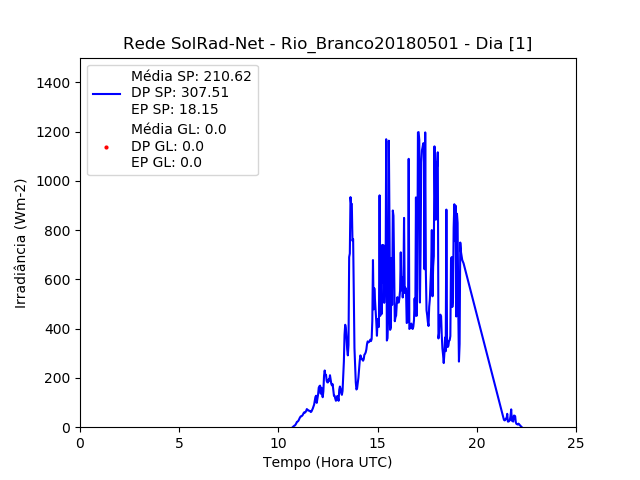 Rede SolRad-Net - Rio_Branco20180501 - Dia [1]
Média SP: 210.62
DP SP: 307.51
EP SP: 18.15
Média GL: 0.0
DP GL: 0.0
EP GL: 0.0
1400
1200
1000
800
600
400
200
0
Irradiância (Wm-2)
0 5 10 15 20 25
Tempo (Hora UTC)